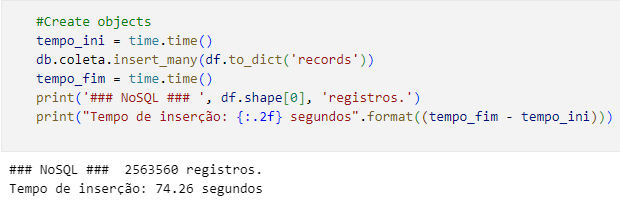 #Create objects
tempo_ini = time.time()
db.coleta.insert_many(df.to_dict('records'))
tempo_fim = time.time()
print('### NoSQL ### ', df.shape[0], 'registros.')
print("Tempo de inserção: {:.2f} segundos".format((tempo_fim - tempo_ini)))
### NoSQL ###  2563560 registros.
Tempo de inserção: 74.26 segundos